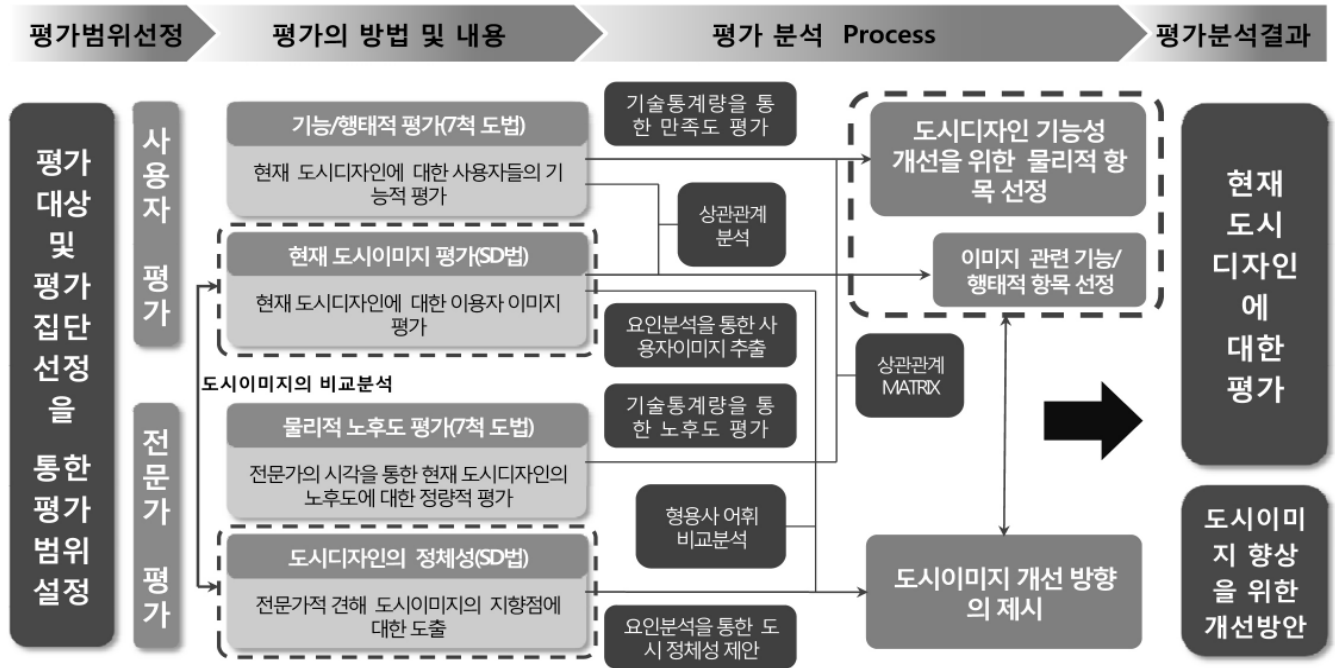 평가범위선정
평가의 방법 및 내용
평가 분석 Process
평가분석결과
평가
대상
및
평가
집단
선정
을
통한
평가
범위
설정
사
용
자
평
가
전
문
가
평
가
기능/행태적 평가(7척 도법)
현재 도시디자인에 대한 사용자들의 기
능적 평가
현재 도시이미지 평가(SD법)
현재 도시디자인에 대한 이용자 이미지
평가
도시이미지의 비교분석
물리적 노후도 평가(7척 도법)
전문가의 시각을 통한 현재 도시디자인의
노후도에 대한 정량적 평가
도시디자인의 정체성(SD법)
전문가적 견해 도시이미지의 지향점에
대한 도출
기술통계량을 통
한 만족도 평가
상관관계
분석
요인분석을 통한 사
용자이미지 추출
기술통계량을 통
한 노후도 평가
상관관계
MATRIX
형용사 어휘
비교분석
요인분석을 통한 도
시 정체성 제안
도시디자인 기능성
개선을 위한 물리적 항
목 선정
이미지 관련 기능/
행태적 항목 선정
도시이미지 개선 방향
의 제시
현재
도시
디자인
에
대한
평가
도시이미
지 향상
을 위한
개선방안